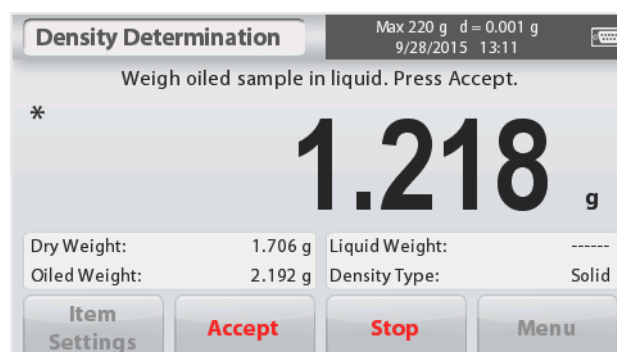 Density Determination
Max 220 g d = 0.001 g
9/28/2015 13:11
Weigh oiled sample in liquid. Press Accept.
*
1.218 g
Dry Weight: 1.706 g Liquid Weight: ------
Oiled Weight: 2.192 g Density Type: Solid
Item
Settings
Accept
Stop
Menu